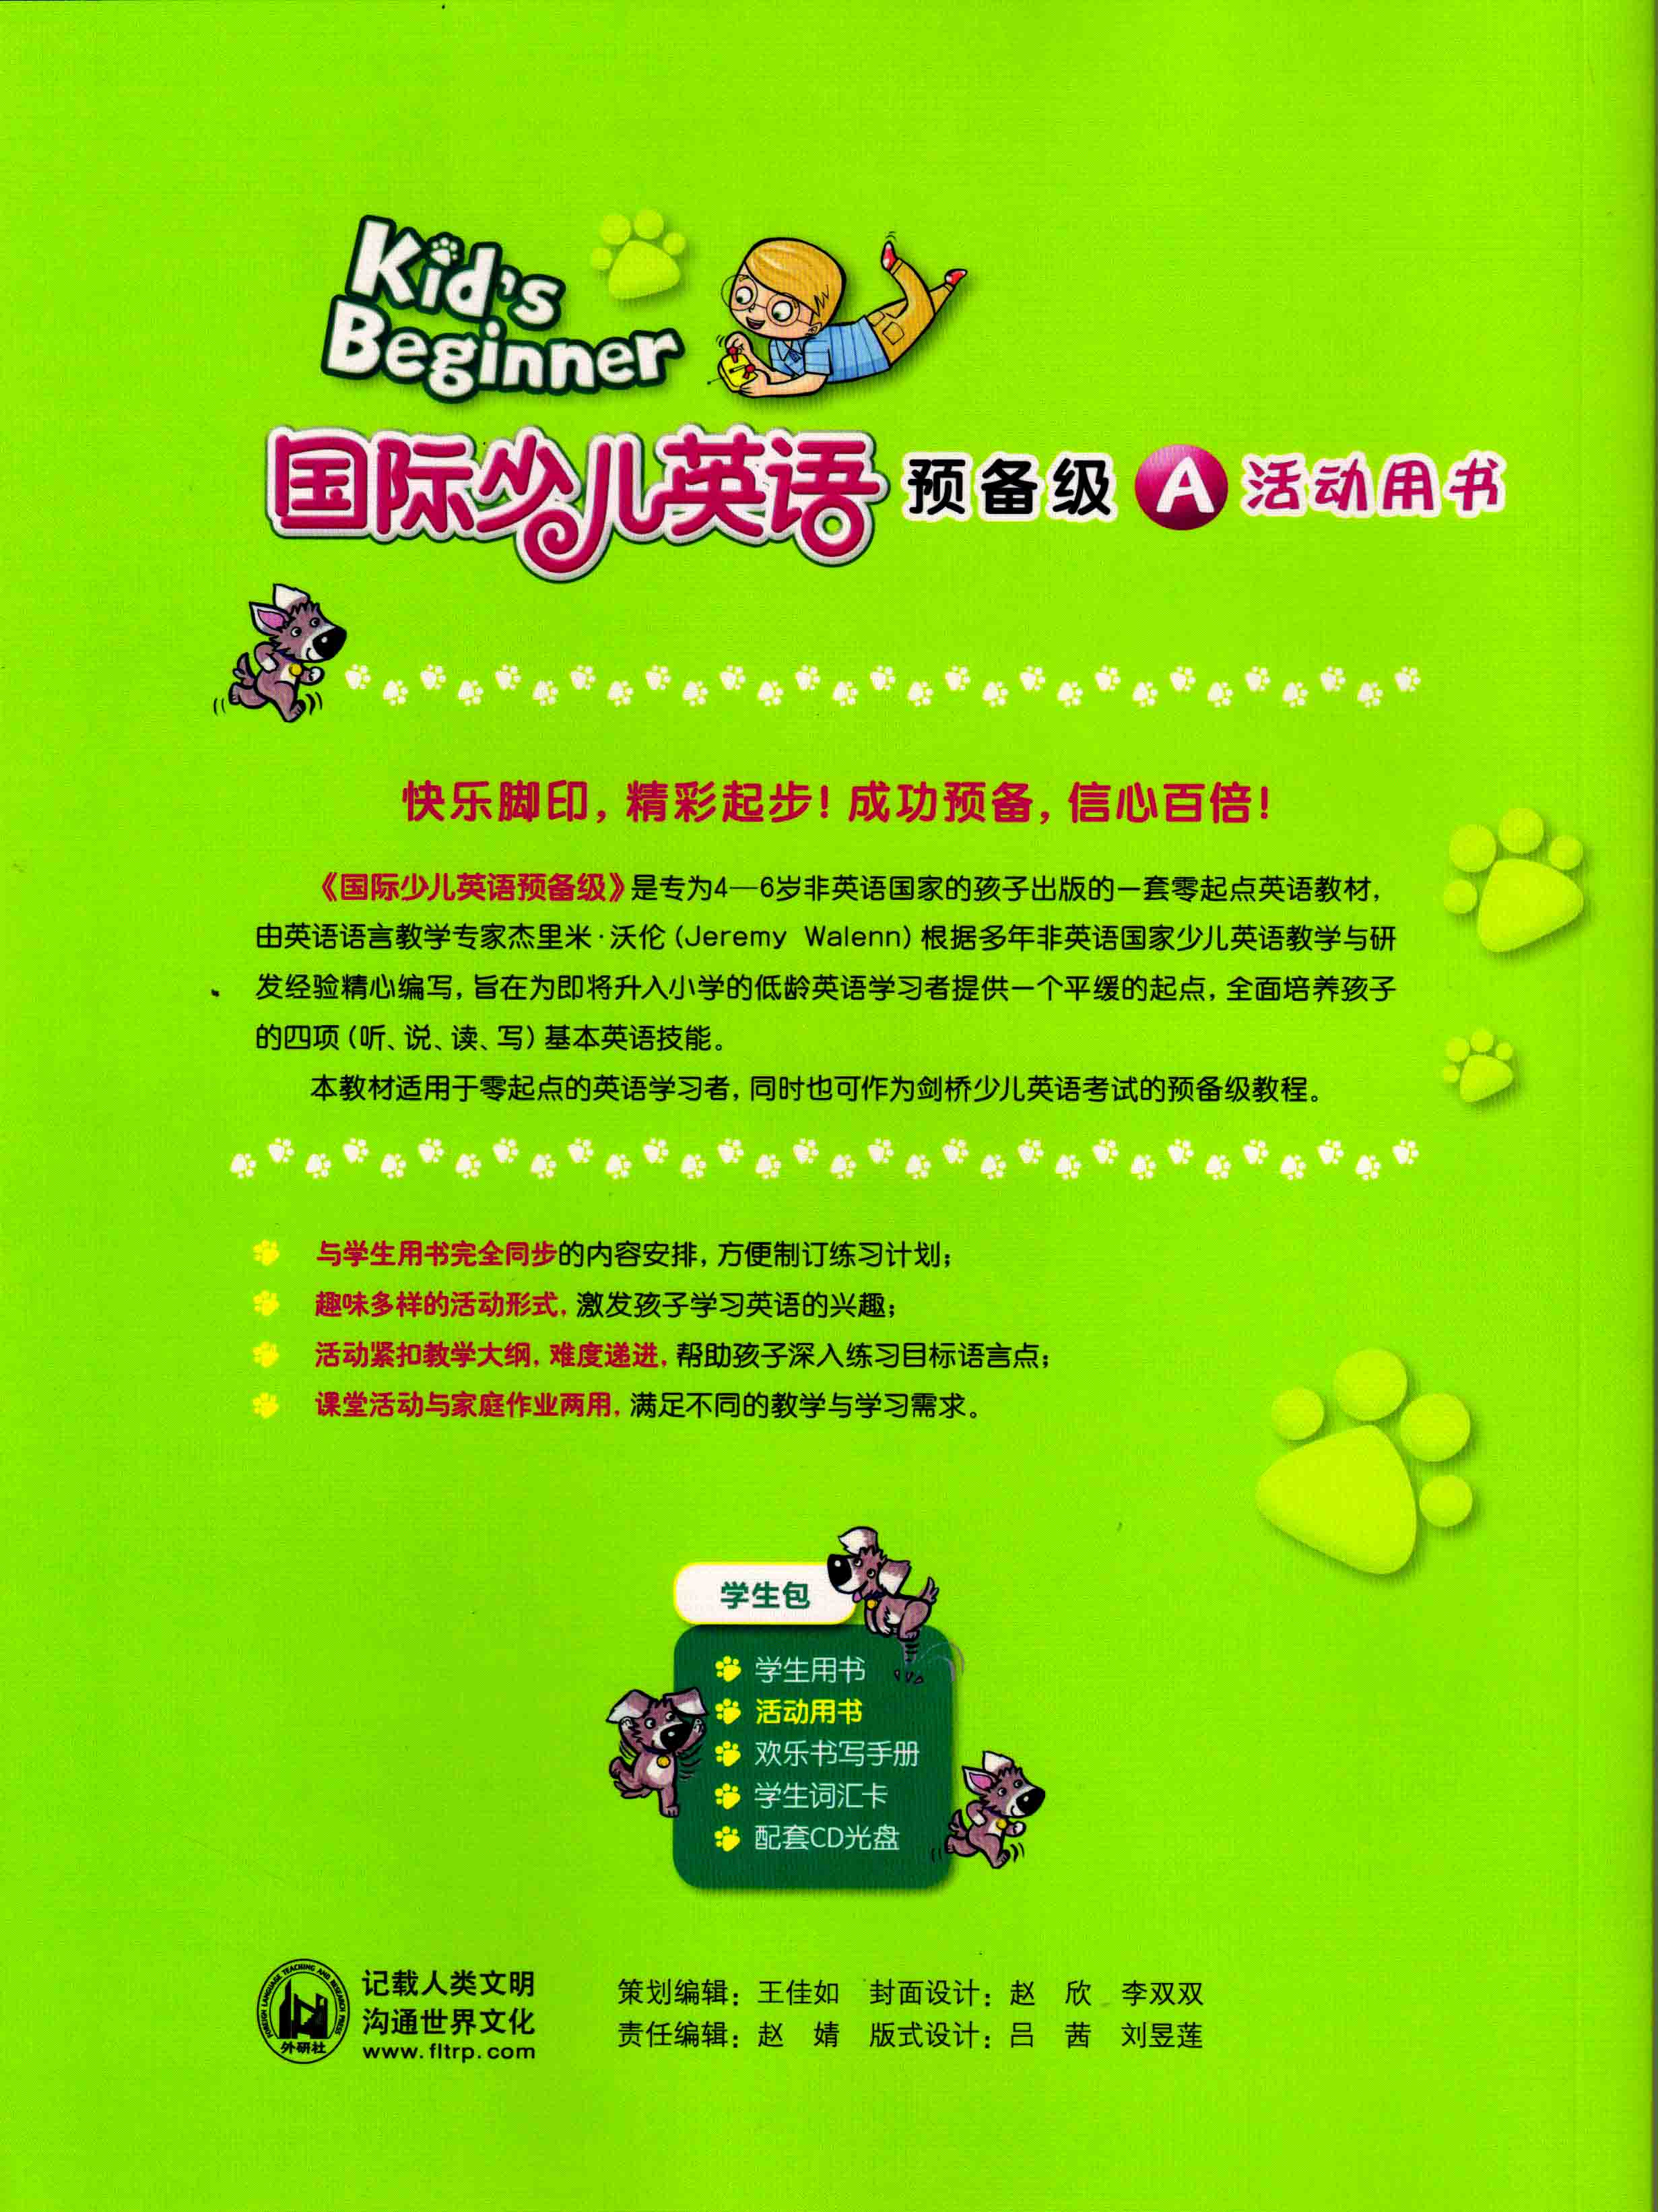 Kid's
Beginner
国际少儿英语 预备级 A 活动用书
快乐脚印，精彩起步！成功预备，信心百倍！
《国际少儿英语预备级》是专为4—6岁非英语国家的孩子出版的一套零起点英语教材，
由英语语言教学专家杰里米·沃伦（Jeremy Walenn）根据多年非英语国家少儿英语教学与研
发经验精心编写，旨在为即将升入小学的低龄英语学习者提供一个平缓的起点，全面培养孩子
的四项（听、说、读、写）基本英语技能。
本教材适用于零起点的英语学习者，同时也可作为剑桥少儿英语考试的预备级教程。
与学生用书完全同步的内容安排，方便制订练习计划；
趣味多样的活动形式，激发孩子学习英语的兴趣；
活动紧扣教学大纲，难度递进，帮助孩子深入练习目标语言点；
课堂活动与家庭作业两用，满足不同的教学与学习需求。
学生包
学生用书
活动用书
欢乐书写手册
学生词汇卡
配套CD光盘
FOREIGN LANGUAGE TEACHING AND RESEARCH PRESS
外研社
记载人类文明
沟通世界文化
www.fltrp.com
策划编辑：王佳如 封面设计：赵 欣 李双双
责任编辑：赵 婧 版式设计：吕 茜 刘昱莲